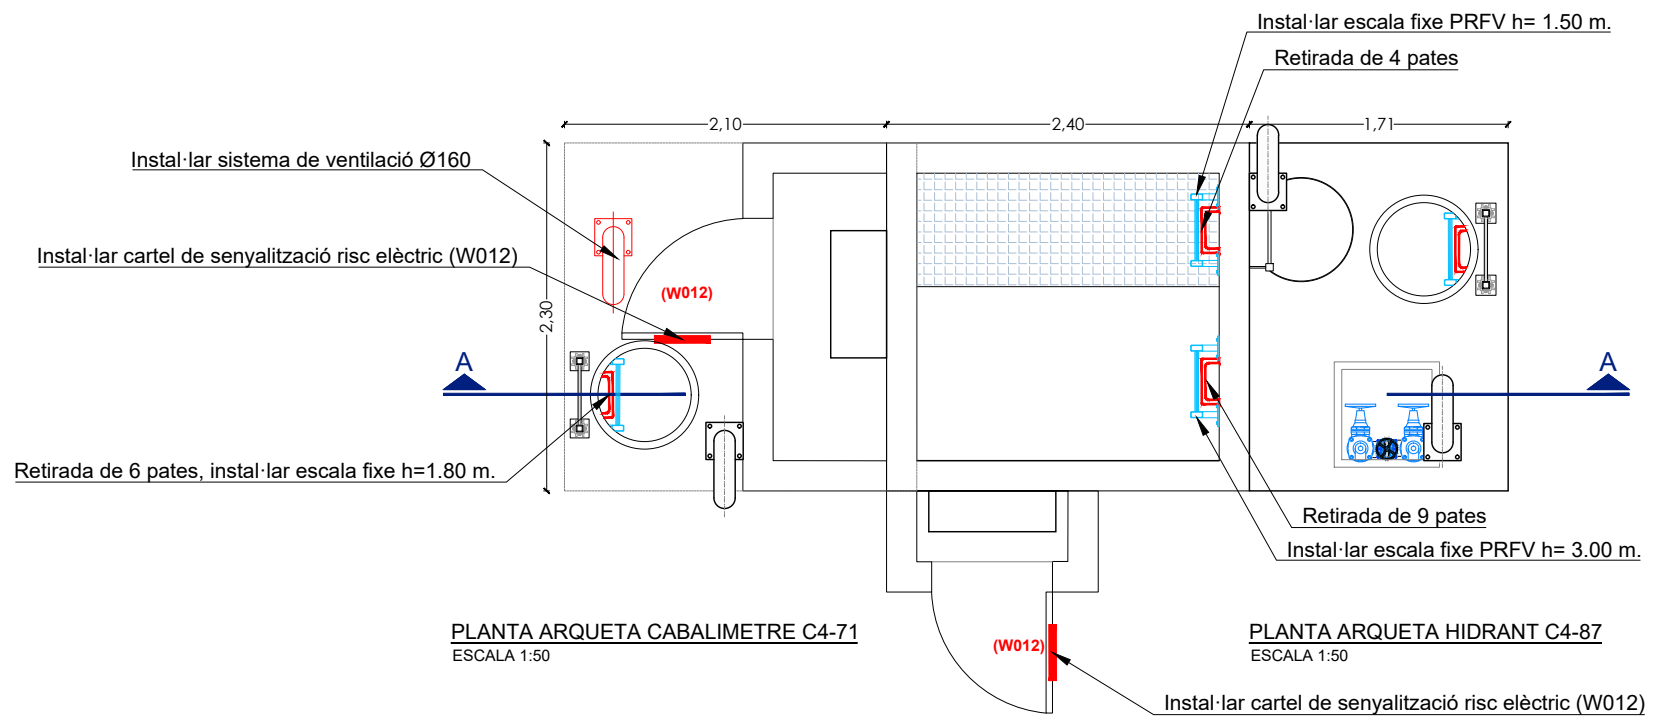 Instal·lar escala fixe PRFV h= 1.50 m.
Retirada de 4 pates
2,10
2,40
1,71
Instal·lar sistema de ventilació Ø160
Instal·lar cartel de senyalització risc elèctric (W012)
(W012)
2,30
A
A
Retirada de 6 pates, instal·lar escala fixe h=1.80 m.
Retirada de 9 pates
Instal·lar escala fixe PRFV h= 3.00 m.
PLANTA ARQUETA CABALIMETRE C4-71
ESCALA 1:50
(W012)
PLANTA ARQUETA HIDRANT C4-87
ESCALA 1:50
Instal·lar cartel de senyalització risc elèctric (W012)